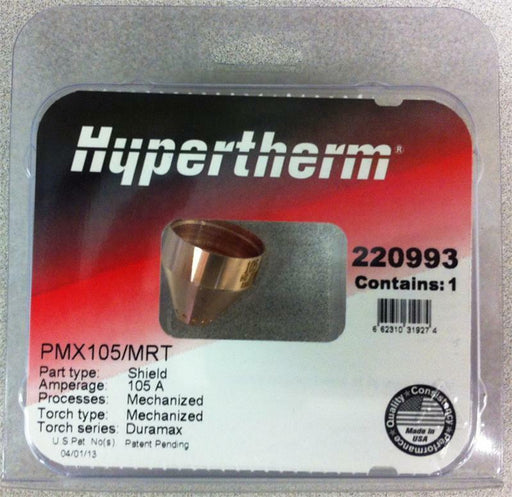 Hypertherm®
220993
Contains: 1
6 62310 31927 4
PMX105/MRT
Part type: Shield
Amperage: 105 A
Processes: Mechanized
Torch type: Mechanized
Torch series: Duramax
U.S Pat No(s) Patent Pending
04/01/13
Quality Consistency Performance
Made in
USA